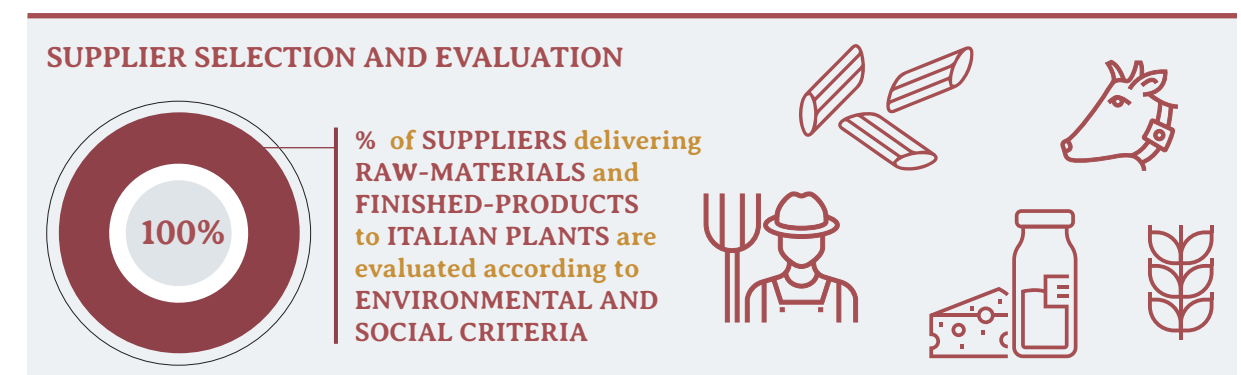 SUPPLIER SELECTION AND EVALUATION
100%
% of SUPPLIERS delivering
RAW-MATERIALS and
FINISHED-PRODUCTS
to ITALIAN PLANTS are
evaluated according to
ENVIRONMENTAL AND
SOCIAL CRITERIA